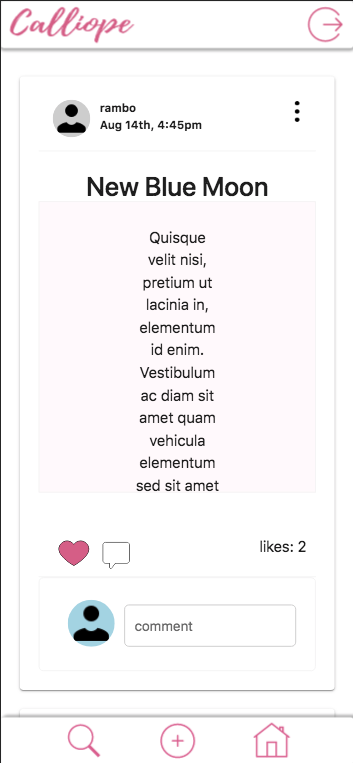 Calliope
rambo
Aug 14th, 4:45pm
New Blue Moon
Quisque
velit nisi,
pretium ut
lacinia in,
elementum
id enim.
Vestibulum
ac diam sit
amet quam
vehicula
elementum
sed sit amet
likes: 2
comment